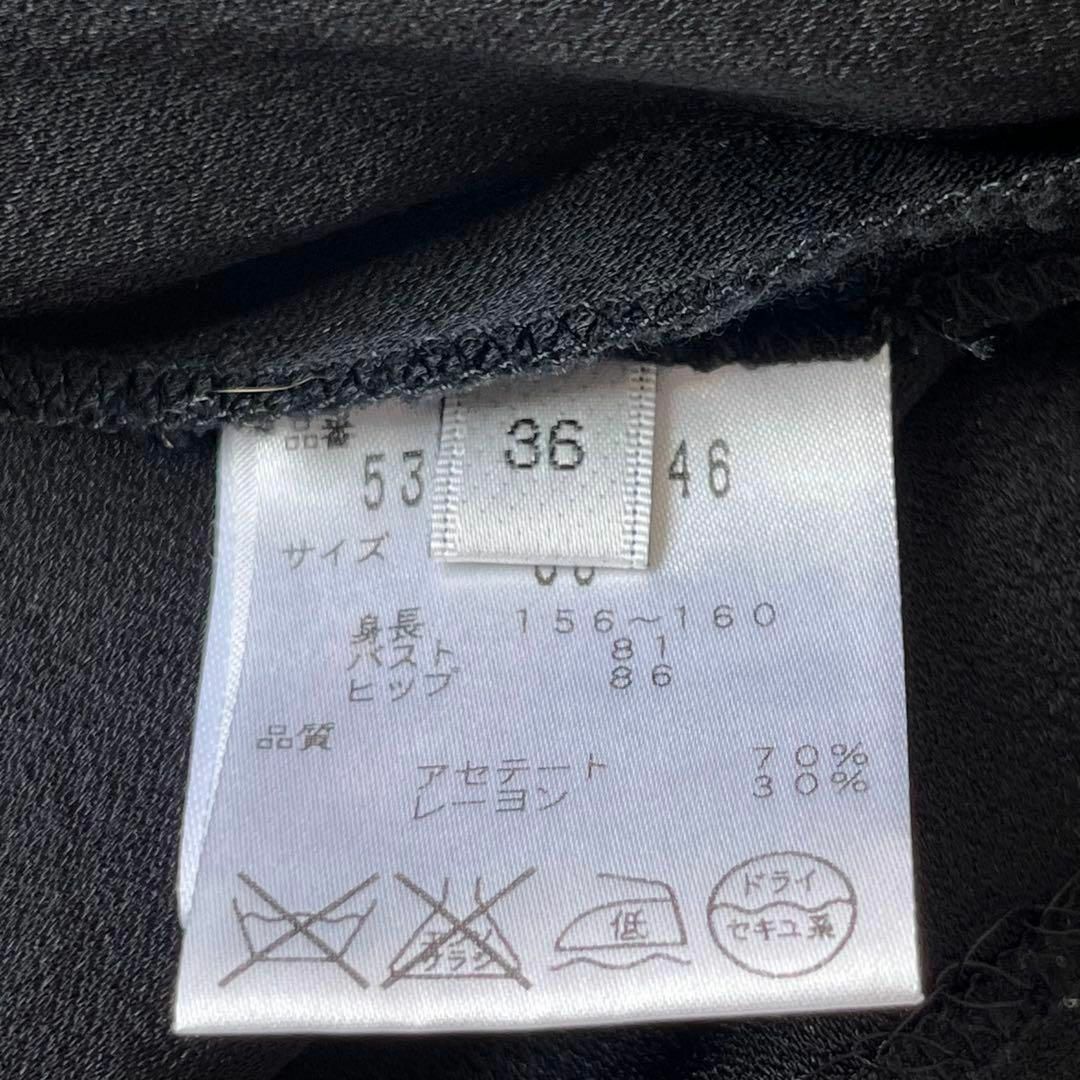 品番
53
36
46
サイズ
身長 156～160
バスト 81
ヒップ 86
品質
アセテート 70%
レーヨン 30%
低
ドライ
セキユ系